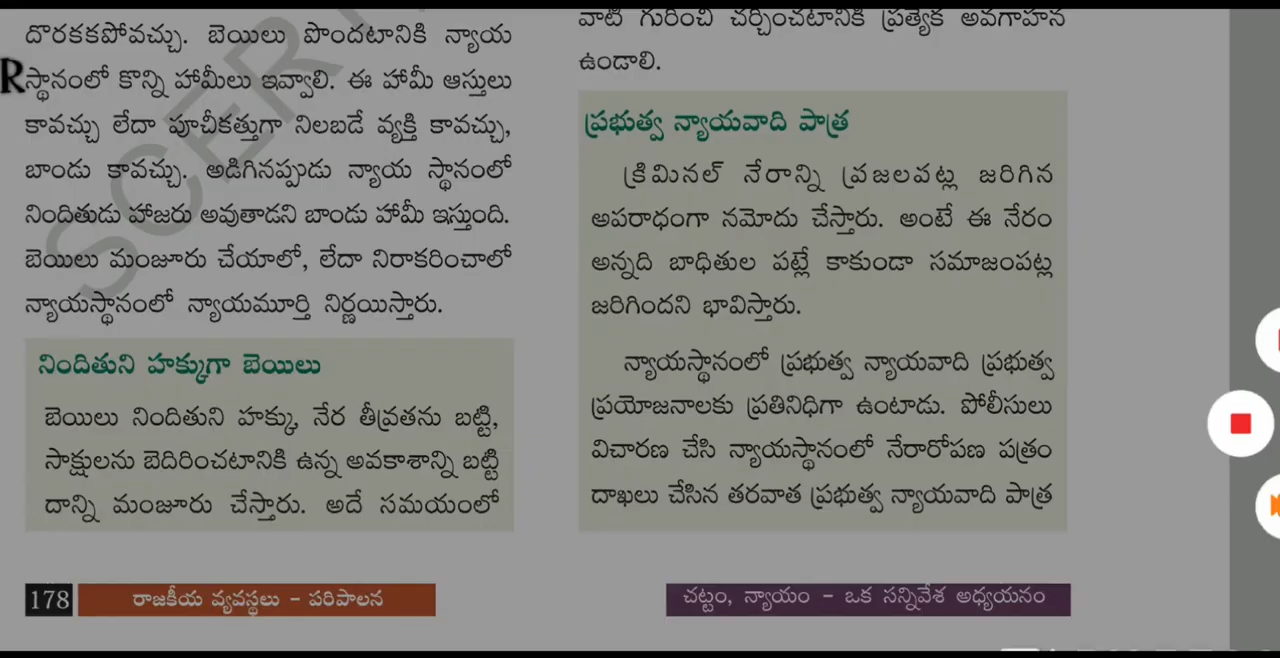 దొరకకపోవచ్చు. బెయిలు పొందటానికి న్యాయ
స్థానంలో కొన్ని హామీలు ఇవ్వాలి. ఈ హామీ ఆస్తులు
కావచ్చు లేదా పూచీకత్తుగా నిలబడే వ్యక్తి కావచ్చు,
బాండు కావచ్చు. అడిగినప్పుడు న్యాయ స్థానంలో
నిందితుడు హాజరు అవుతాడని బాండు హామీ ఇస్తుంది.
బెయిలు మంజూరు చేయాలో, లేదా నిరాకరించాలో
న్యాయస్థానంలో న్యాయమూర్తి నిర్ణయిస్తారు.
నిందితుని హక్కుగా బెయిలు
బెయిలు నిందితుని హక్కు నేర తీవ్రతను బట్టి,
సాక్షులను బెదిరించటానికి ఉన్న అవకాశాన్ని బట్టి
దాన్ని మంజూరు చేస్తారు. అదే సమయంలో
వాటి గురించి చర్చించటానికి ప్రత్యేక అవగాహన
ఉండాలి.
ప్రభుత్వ న్యాయవాది పాత్ర
క్రిమినల్ నేరాన్ని ప్రజలపట్ల జరిగిన
అపరాధంగా నమోదు చేస్తారు. అంటే ఈ నేరం
అన్నది బాధితుల పట్లే కాకుండా సమాజంపట్ల
జరిగిందని భావిస్తారు.
న్యాయస్థానంలో ప్రభుత్వ న్యాయవాది ప్రభుత్వ
ప్రయోజనాలకు ప్రతినిధిగా ఉంటాడు. పోలీసులు
విచారణ చేసి న్యాయస్థానంలో నేరారోపణ పత్రం
దాఖలు చేసిన తరవాత ప్రభుత్వ న్యాయవాది పాత్ర
178 రాజకీయ వ్యవస్థలు - పరిపాలన
చట్టం, న్యాయం - ఒక సన్నివేశ అధ్యయనం